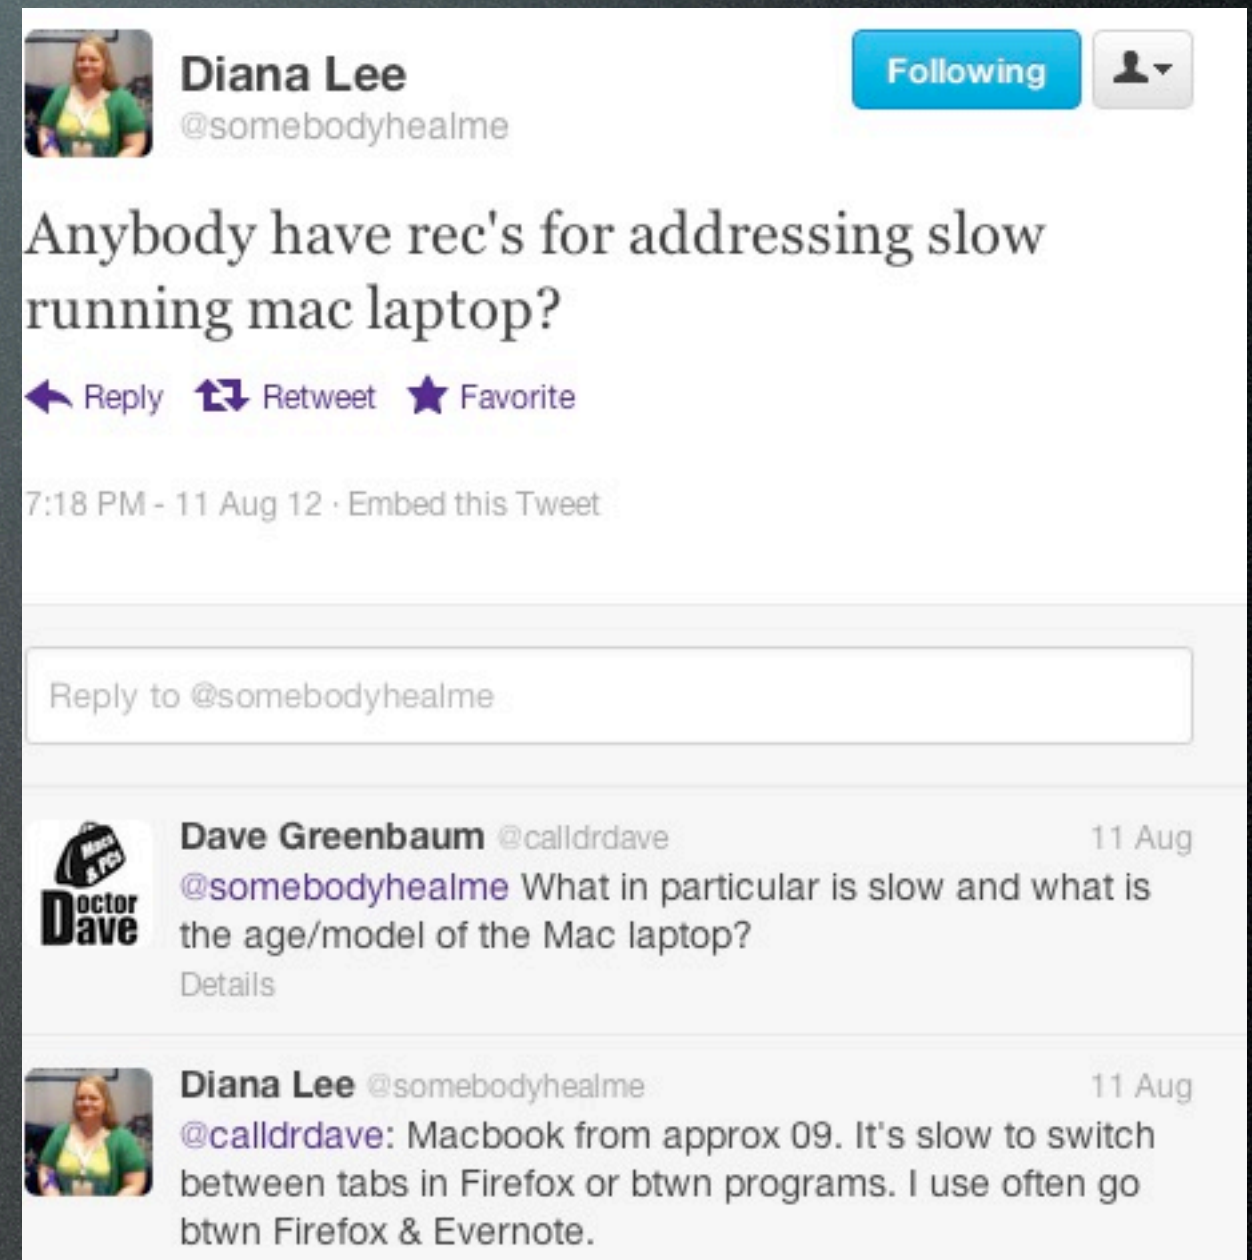 Diana Lee
@somebodyhealme
Following
Anybody have rec's for addressing slow
running mac laptop?
Reply Retweet Favorite
7:18 PM - 11 Aug 12 · Embed this Tweet
Reply to @somebodyhealme
Macs
& PCs
Doctor
Dave
Dave Greenbaum @calldrdave 11 Aug
@somebodyhealme What in particular is slow and what is
the age/model of the Mac laptop?
Details
Diana Lee @somebodyhealme 11 Aug
@calldrdave: Macbook from approx 09. It's slow to switch
between tabs in Firefox or btwn programs. I use often go
btwn Firefox & Evernote.